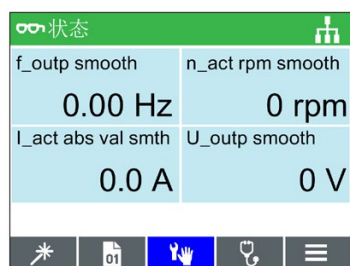 状态
f_outp smooth
n_act rpm smooth
0.00 Hz
0 rpm
I_act abs val smth
U_outp smooth
0.0 A
0 V
01